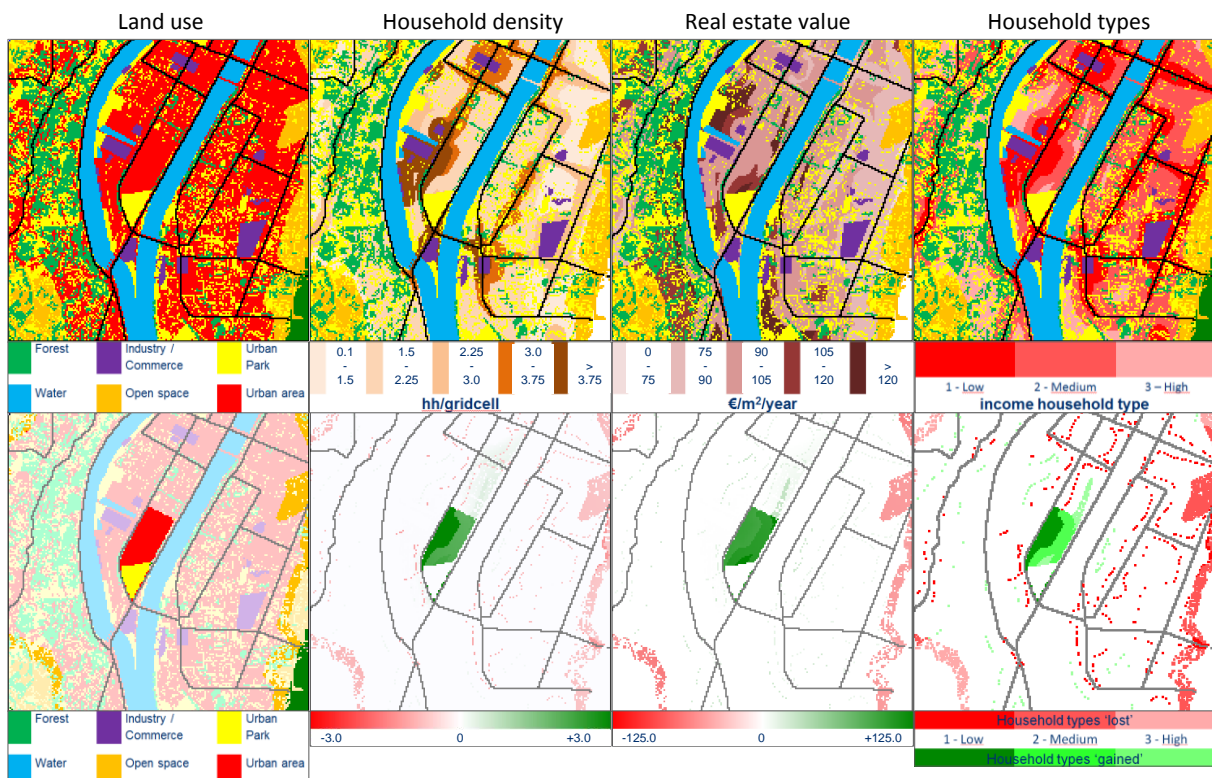 Land use
Household density
Real estate value
Household types
Forest
Industry /
Commerce
Urban
Park
Water
Open space
Urban area
0.1
-
1.5
1.5
-
2.25
2.25
-
3.0
3.0
-
3.75
>
3.75
hh/gridcell
0
-
75
75
-
90
90
-
105
105
-
120
>
120
€/m²/year
1 - Low
2 - Medium
3 – High
income household type
Forest
Industry /
Commerce
Urban
Park
Water
Open space
Urban area
-3.0
0
+3.0
-125.0
0
+125.0
Household types 'lost'
1 - Low
2 - Medium
3 - High
Household types 'gained'